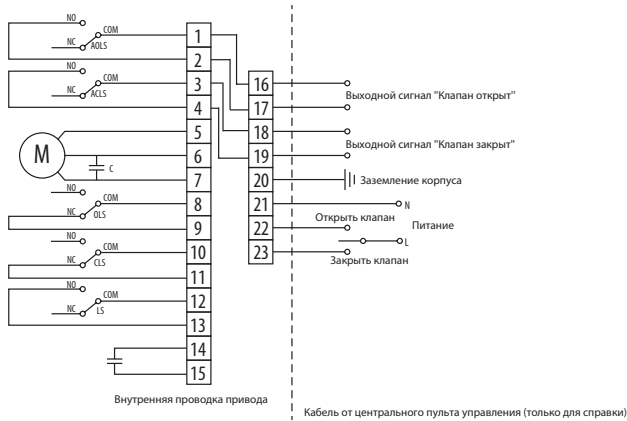 NO
COM
NC
AOLS
NO
COM
NC
ACLS
M
C
NO
COM
NC
OLS
NO
COM
NC
CLS
NO
COM
NC
LS
1
2
3
4
5
6
7
8
9
10
11
12
13
14
15
16
17
18
19
20
21
22
23
Выходной сигнал "Клапан открыт"
Выходной сигнал "Клапан закрыт"
Заземление корпуса
N
Открыть клапан
Питание
L
Закрыть клапан
Внутренняя проводка привода
Кабель от центрального пульта управления (только для справки)